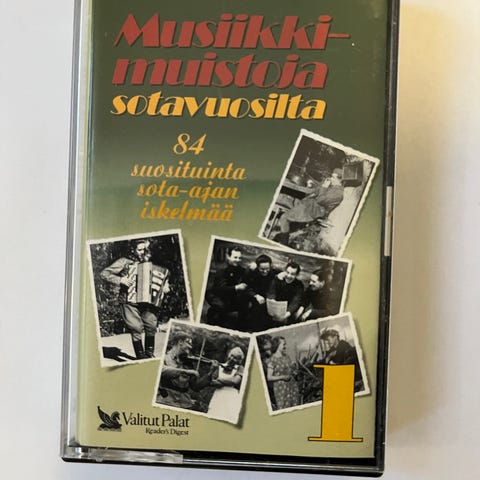 Musiikki-
muistoja
sotavuosilta
84
suosituinta
sota-ajan
iskelmää
1
Valitut Palat
Reader's Digest